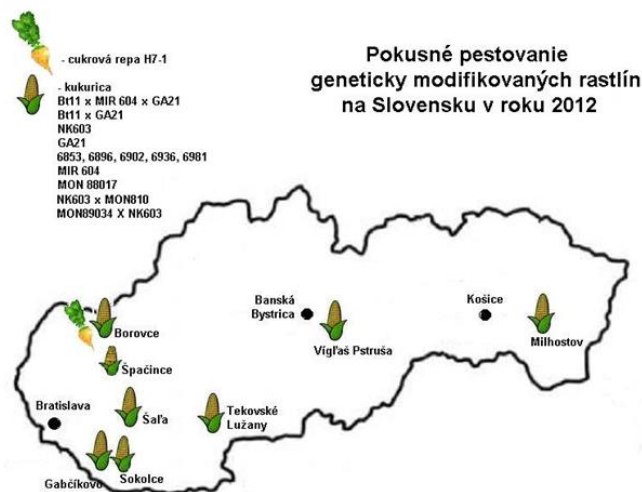 - cukrová repa H7-1
- kukurica
Bt11 x MIR 604 x GA21
Bt11 x GA21
NK603
GA21
6853, 6896, 6902, 6936, 6981
MIR 604
MON 88017
NK603 x MON810
MON89034 X NK603
Pokusné pestovanie
geneticky modifikovaných rastlín
na Slovensku v roku 2012
Banská
Bystrica
Košice
Borovce
Vígľaš Pstruša
Milhostov
Špačince
Bratislava
Šaľa
Tekovské
Lužany
Gabčíkovo
Sokolce